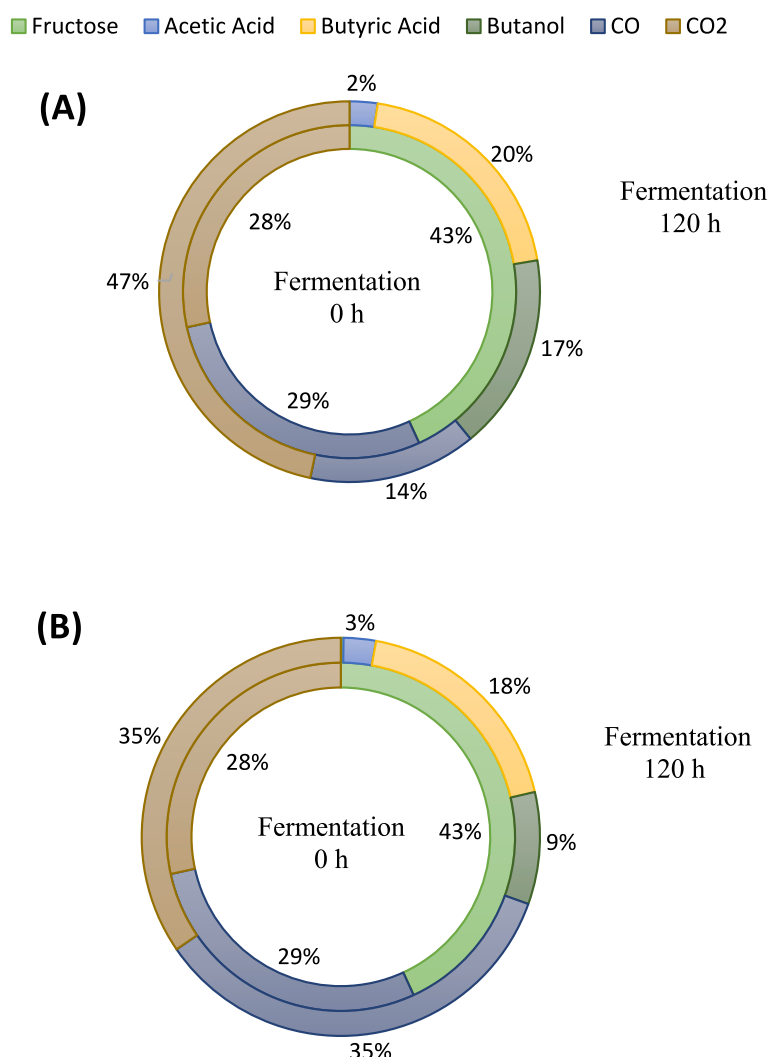 Fructose Acetic Acid Butyric Acid Butanol CO CO2
(A)
2%
20%
Fermentation
120 h
28%
43%
47%
Fermentation
0 h
17%
29%
14%
(B)
3%
18%
35%
Fermentation
120 h
28%
Fermentation
0 h
43%
9%
29%
35%